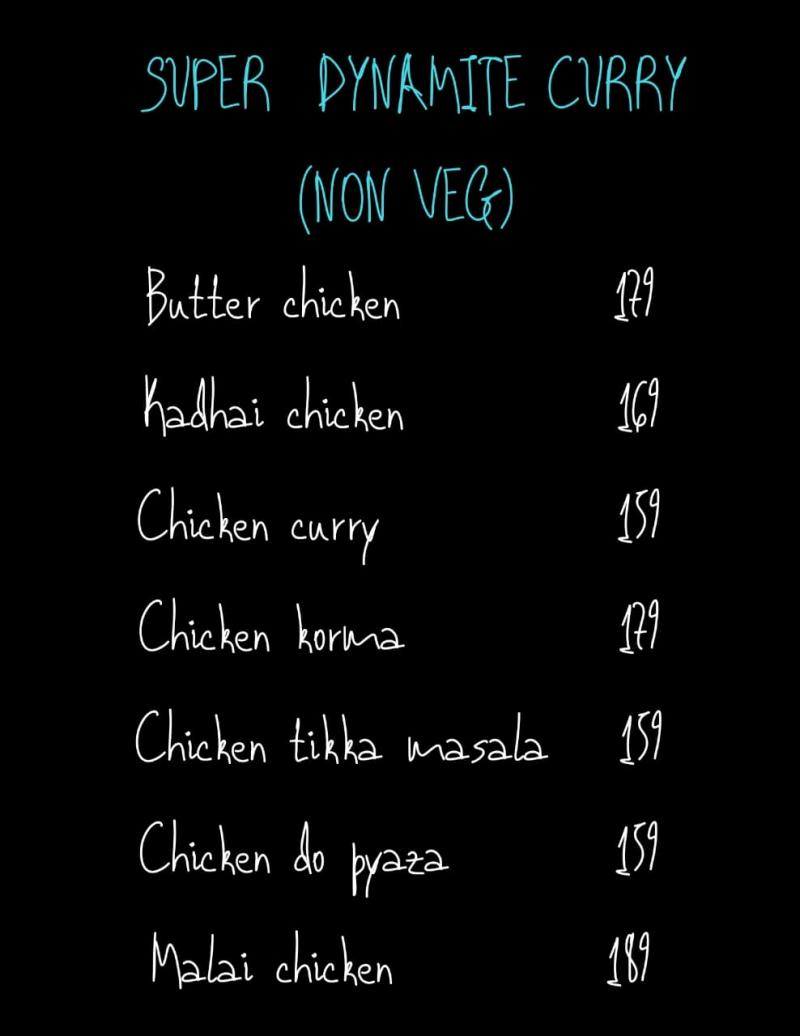 SUPER DYNAMITE CURRY
(NON VEG)
Butter chicken 179
Kadhai chicken 169
Chicken curry 159
Chicken korma 179
Chicken tikka masala 159
Chicken do pyaza 159
Malai chicken 189